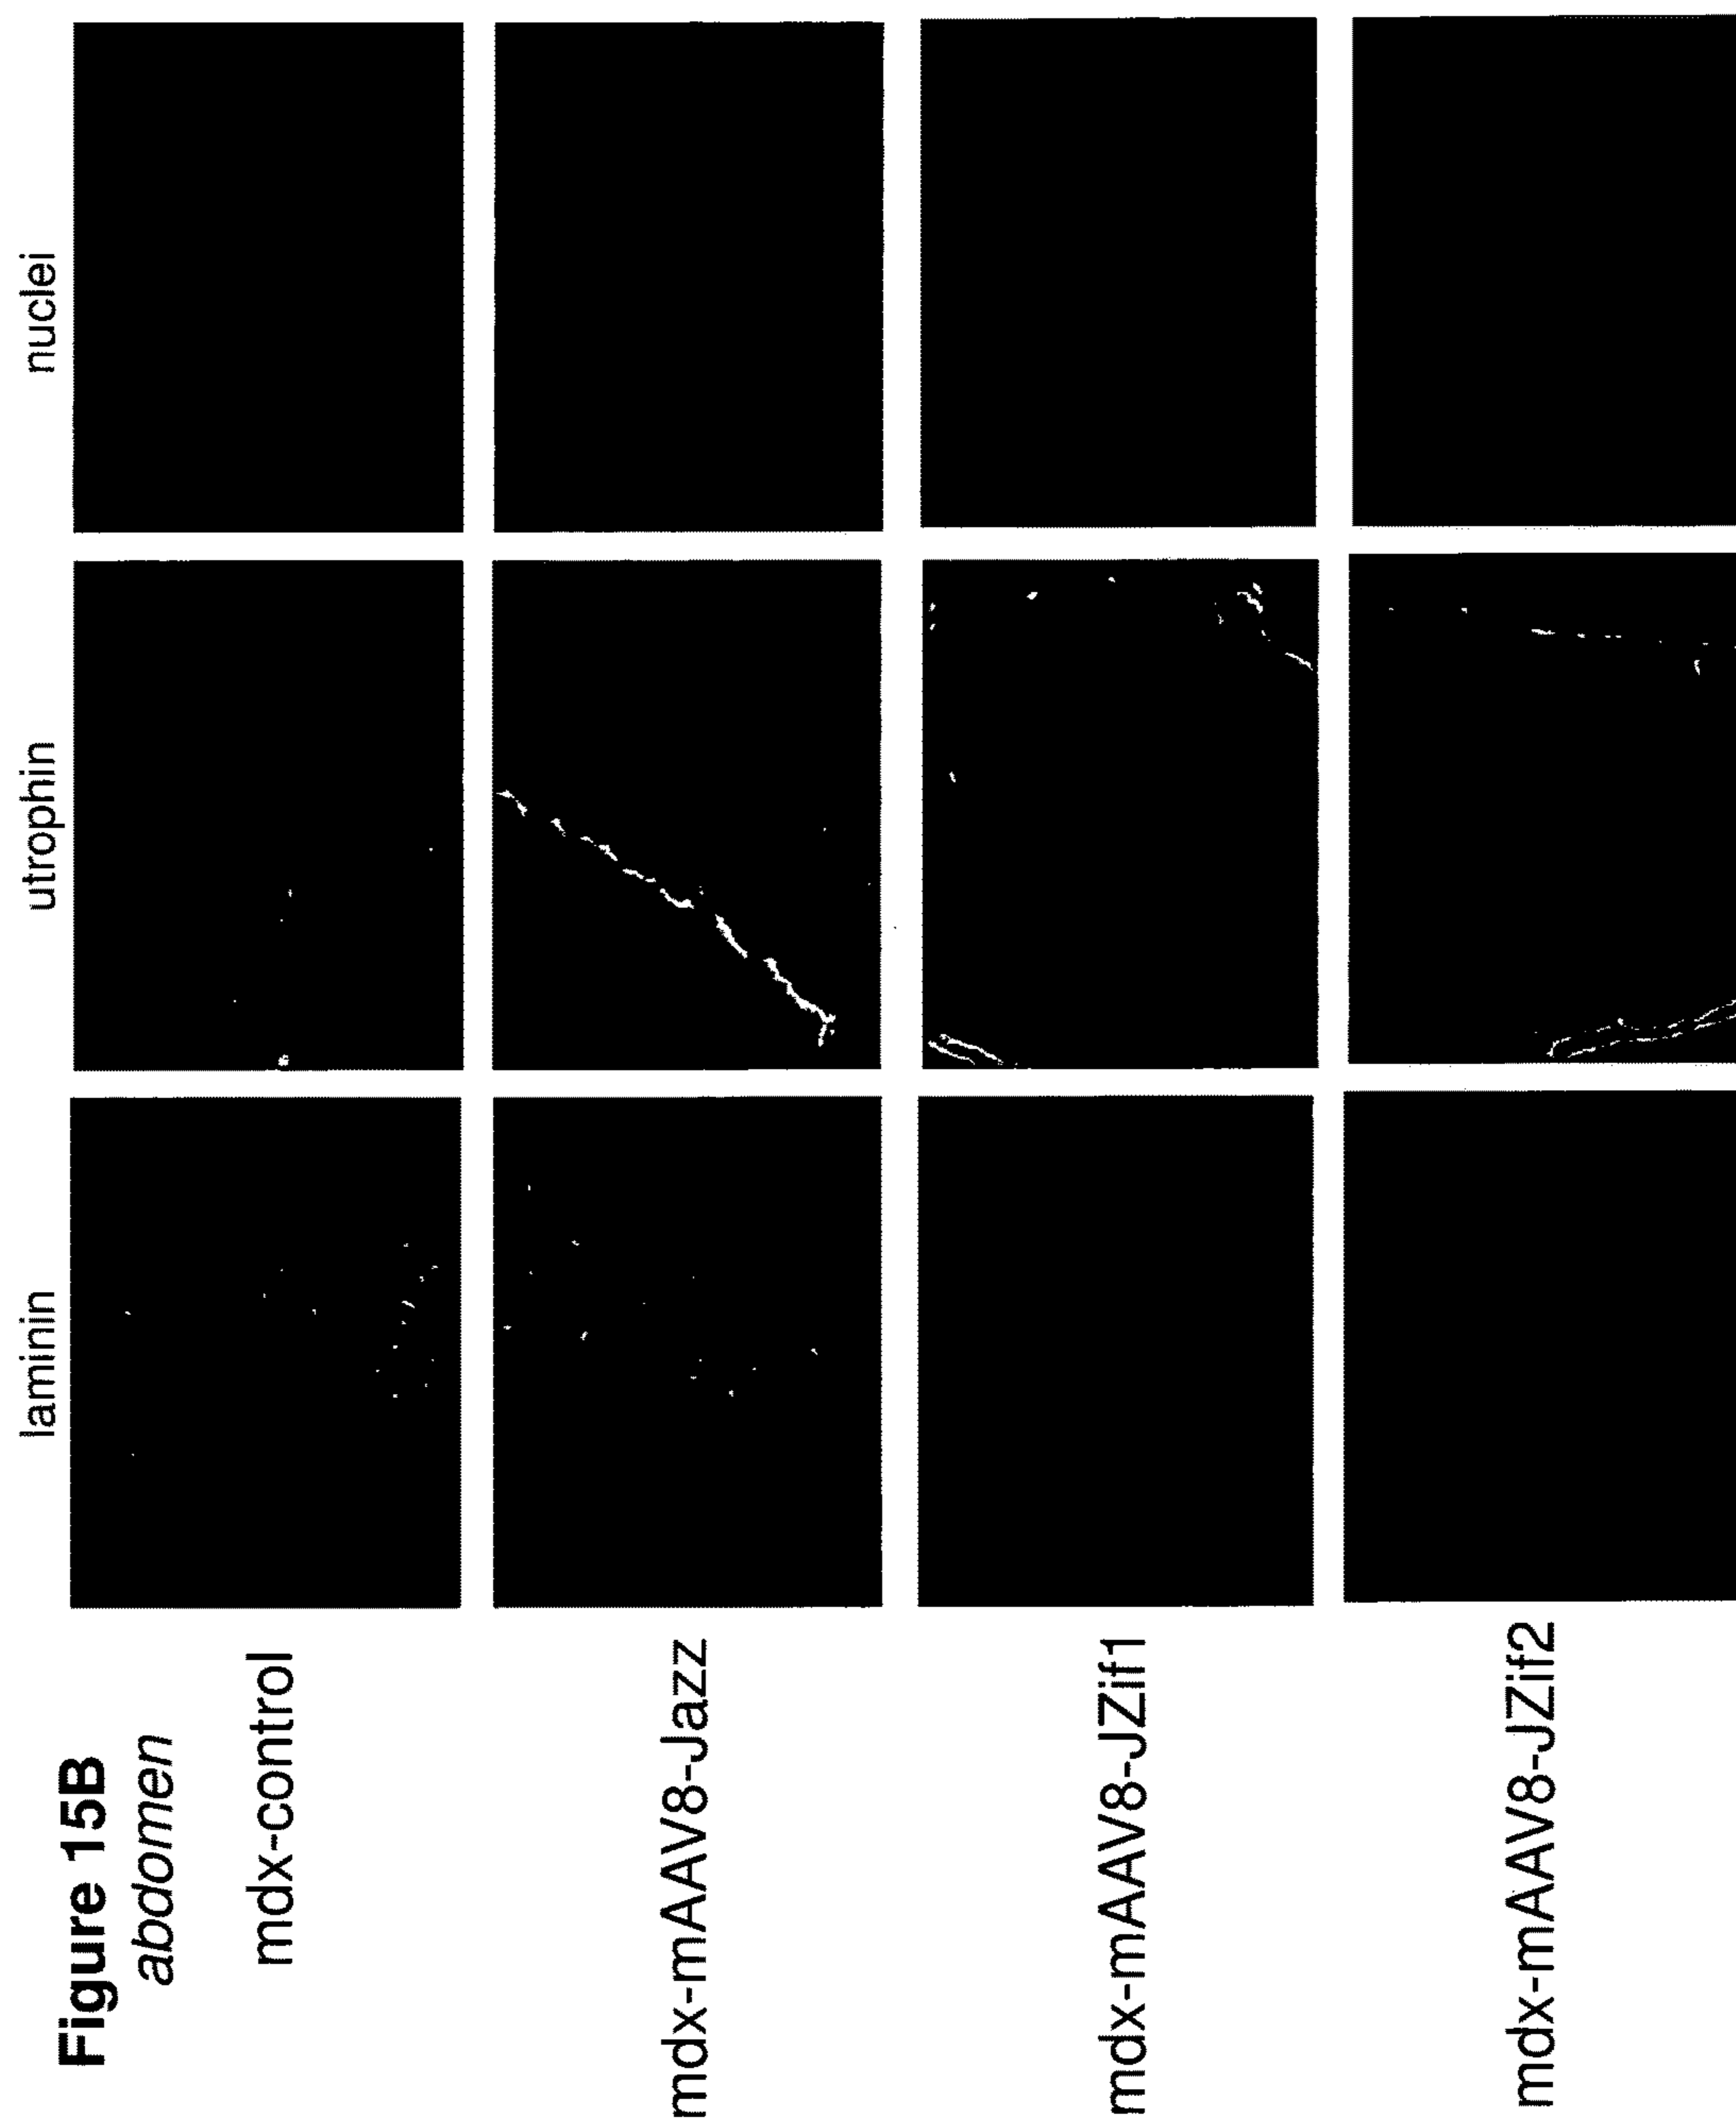 Figure 15B
abdomen
laminin
utrophin
nuclei
mdx-control
mdx-mAAV8-Jazz
mdx-mAAV8-JZif1
mdx-mAAV8-JZif2